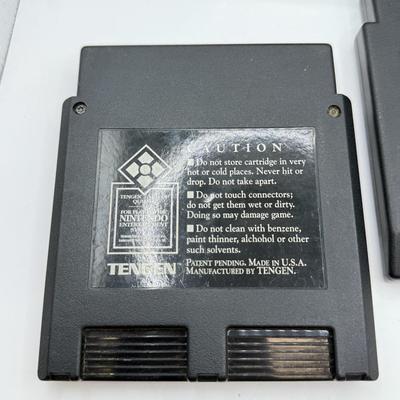 CAUTION
■ Do not store cartridge in very
hot or cold places. Never hit or
drop. Do not take apart.
■ Do not touch connectors;
do not get them wet or dirty.
Doing so may damage game.
■ Do not clean with benzene,
paint thinner, alchohol or other
such solvents.
PATENT PENDING. MADE IN U.S.A.
MANUFACTURED BY TENGEN.
TENGEN
FOR PLAY ON THE
NINTENDO
ENTERTAINMENT
TENGEN